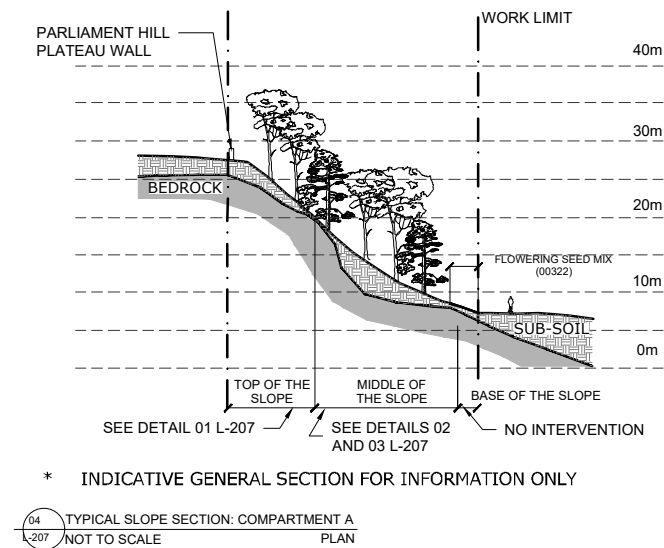 WORK LIMIT
PARLIAMENT HILL
PLATEAU WALL
40m
30m
BEDROCK
20m
FLOWERING SEED MIX
(00322)
10m
SUB-SOIL
0m
TOP OF THE
SLOPE
MIDDLE OF
THE SLOPE
BASE OF THE SLOPE
SEE DETAIL 01 L-207
SEE DETAILS 02
AND 03 L-207
NO INTERVENTION
* INDICATIVE GENERAL SECTION FOR INFORMATION ONLY
04
L-207
TYPICAL SLOPE SECTION: COMPARTMENT A
NOT TO SCALE PLAN